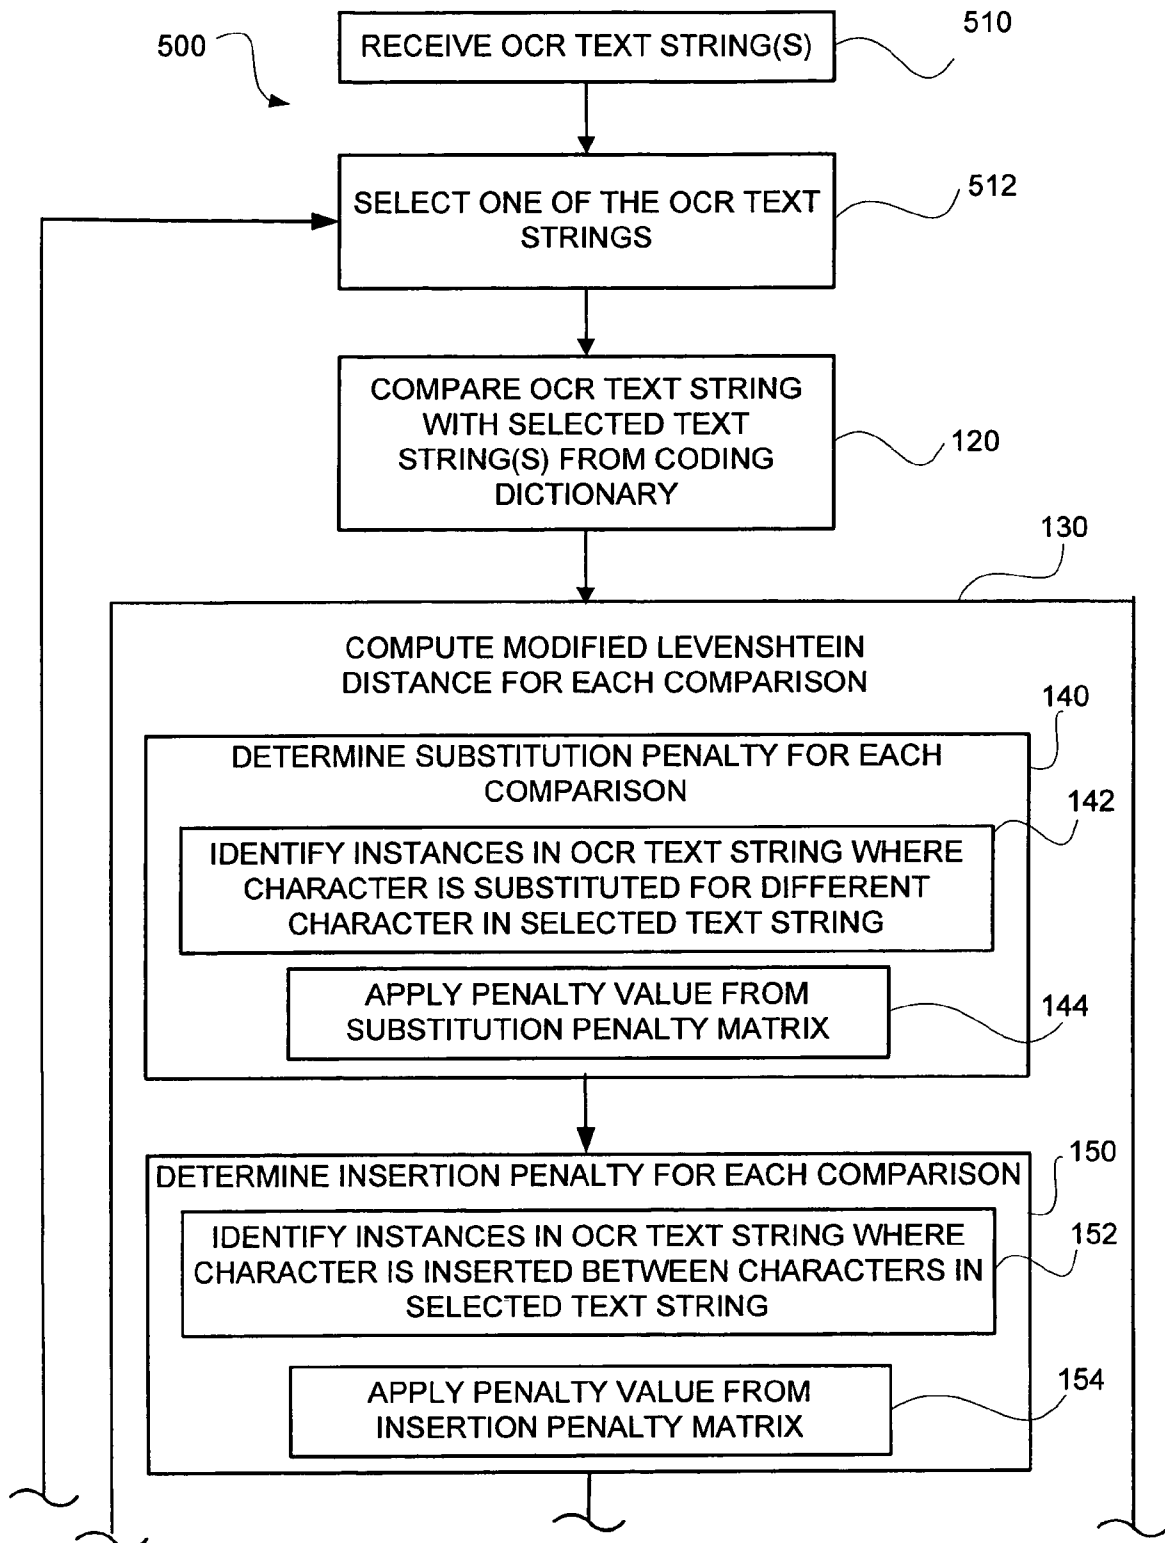 500
RECEIVE OCR TEXT STRING(S)
510
SELECT ONE OF THE OCR TEXT
STRINGS
512
COMPARE OCR TEXT STRING
WITH SELECTED TEXT
STRING(S) FROM CODING
DICTIONARY
120
130
COMPUTE MODIFIED LEVENSHTEIN
DISTANCE FOR EACH COMPARISON
140
DETERMINE SUBSTITUTION PENALTY FOR EACH
COMPARISON
142
IDENTIFY INSTANCES IN OCR TEXT STRING WHERE
CHARACTER IS SUBSTITUTED FOR DIFFERENT
CHARACTER IN SELECTED TEXT STRING
APPLY PENALTY VALUE FROM
SUBSTITUTION PENALTY MATRIX
144
150
DETERMINE INSERTION PENALTY FOR EACH COMPARISON
152
IDENTIFY INSTANCES IN OCR TEXT STRING WHERE
CHARACTER IS INSERTED BETWEEN CHARACTERS IN
SELECTED TEXT STRING
APPLY PENALTY VALUE FROM
INSERTION PENALTY MATRIX
154